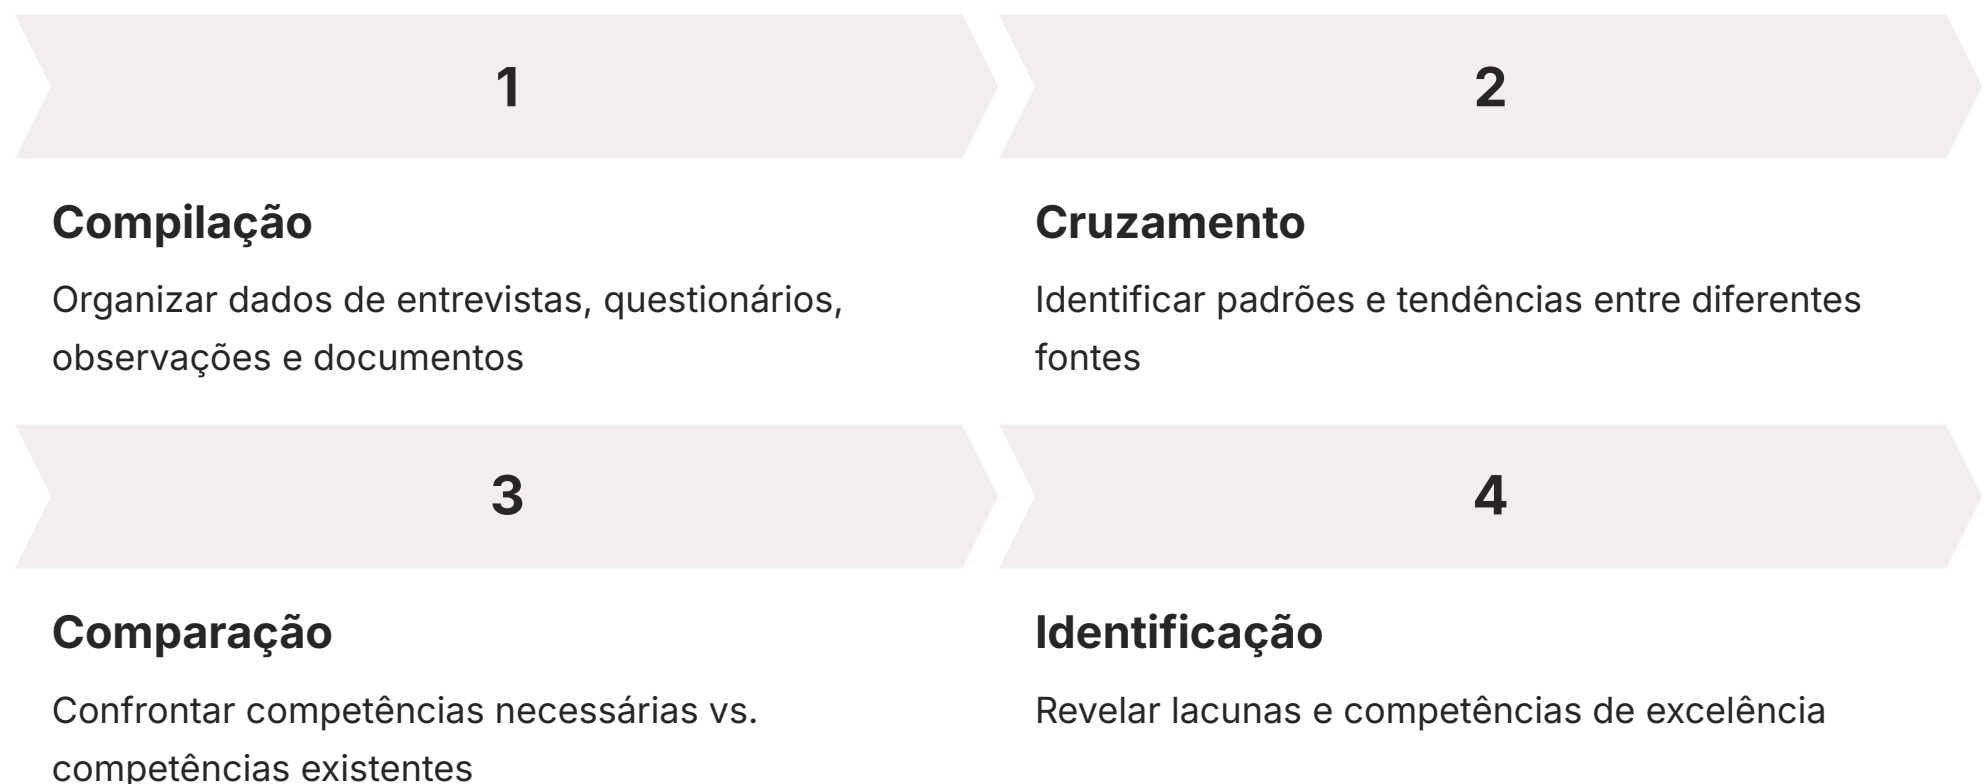 1
Compilação
Organizar dados de entrevistas, questionários,
observações e documentos
2
Cruzamento
Identificar padrões e tendências entre diferentes
fontes
3
Comparação
Confrontar competências necessárias vs.
competências existentes
4
Identificação
Revelar lacunas e competências de excelência